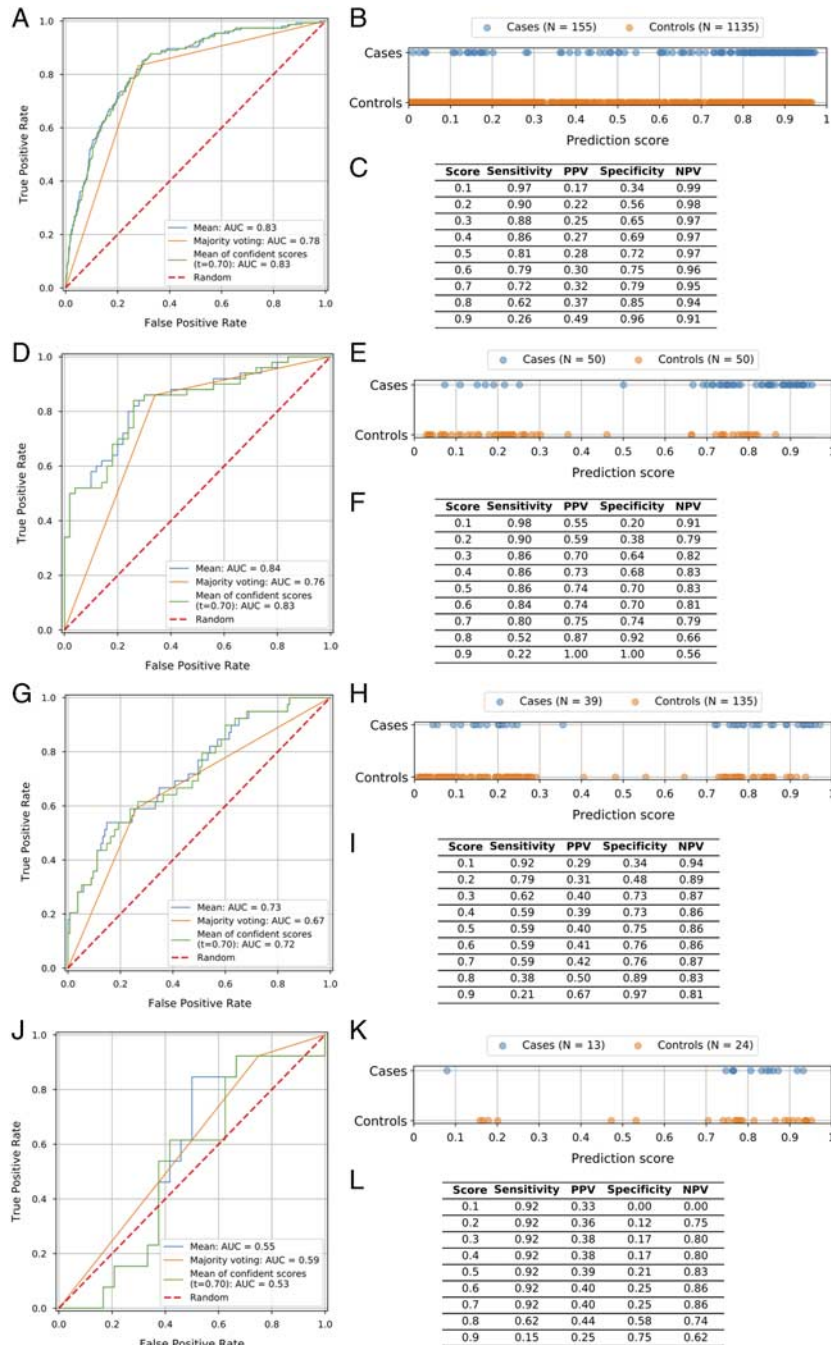 A
1.0
0.8
0.6
0.4
0.2
0.0
True Positive Rate
Mean: AUC = 0.83
Majority voting: AUC = 0.78
Mean of confident scores
(t=0.70): AUC = 0.83
Random
0.0 0.2 0.4 0.6 0.8 1.0
False Positive Rate
B
Cases (N = 155) Controls (N = 1135)
Cases
Controls
0 0.1 0.2 0.3 0.4 0.5 0.6 0.7 0.8 0.9 1
Prediction score
C
Score Sensitivity PPV Specificity NPV
0.1 0.97 0.17 0.34 0.99
0.2 0.90 0.22 0.56 0.98
0.3 0.88 0.25 0.65 0.97
0.4 0.86 0.27 0.69 0.97
0.5 0.81 0.28 0.72 0.97
0.6 0.79 0.30 0.75 0.96
0.7 0.72 0.32 0.79 0.95
0.8 0.62 0.37 0.85 0.94
0.9 0.26 0.49 0.96 0.91
D
1.0
0.8
0.6
0.4
0.2
0.0
True Positive Rate
Mean: AUC = 0.84
Majority voting: AUC = 0.76
Mean of confident scores
(t=0.70): AUC = 0.83
Random
0.0 0.2 0.4 0.6 0.8 1.0
False Positive Rate
E
Cases (N = 50) Controls (N = 50)
Cases
Controls
0 0.1 0.2 0.3 0.4 0.5 0.6 0.7 0.8 0.9 1
Prediction score
F
Score Sensitivity PPV Specificity NPV
0.1 0.98 0.55 0.20 0.91
0.2 0.90 0.59 0.38 0.79
0.3 0.86 0.70 0.64 0.82
0.4 0.86 0.73 0.68 0.83
0.5 0.86 0.74 0.70 0.83
0.6 0.84 0.74 0.70 0.81
0.7 0.80 0.75 0.74 0.79
0.8 0.52 0.87 0.92 0.66
0.9 0.22 1.00 1.00 0.56
G
1.0
0.8
0.6
0.4
0.2
0.0
True Positive Rate
Mean: AUC = 0.73
Majority voting: AUC = 0.67
Mean of confident scores
(t=0.70): AUC = 0.72
Random
0.0 0.2 0.4 0.6 0.8 1.0
False Positive Rate
H
Cases (N = 39) Controls (N = 135)
Cases
Controls
0 0.1 0.2 0.3 0.4 0.5 0.6 0.7 0.8 0.9 1
Prediction score
I
Score Sensitivity PPV Specificity NPV
0.1 0.92 0.29 0.34 0.94
0.2 0.79 0.31 0.48 0.89
0.3 0.62 0.40 0.73 0.87
0.4 0.59 0.39 0.73 0.86
0.5 0.59 0.40 0.75 0.86
0.6 0.59 0.41 0.76 0.86
0.7 0.59 0.42 0.76 0.87
0.8 0.38 0.50 0.89 0.83
0.9 0.21 0.67 0.97 0.81
J
1.0
0.8
0.6
0.4
0.2
0.0
True Positive Rate
Mean: AUC = 0.55
Majority voting: AUC = 0.59
Mean of confident scores
(t=0.70): AUC = 0.53
Random
0.0 0.2 0.4 0.6 0.8 1.0
False Positive Rate
K
Cases (N = 13) Controls (N = 24)
Cases
Controls
0 0.1 0.2 0.3 0.4 0.5 0.6 0.7 0.8 0.9 1
Prediction score
L
Score Sensitivity PPV Specificity NPV
0.1 0.92 0.33 0.00 0.00
0.2 0.92 0.36 0.12 0.75
0.3 0.92 0.38 0.17 0.80
0.4 0.92 0.38 0.17 0.80
0.5 0.92 0.39 0.21 0.83
0.6 0.92 0.40 0.25 0.86
0.7 0.92 0.40 0.25 0.86
0.8 0.62 0.44 0.58 0.74
0.9 0.15 0.25 0.75 0.62